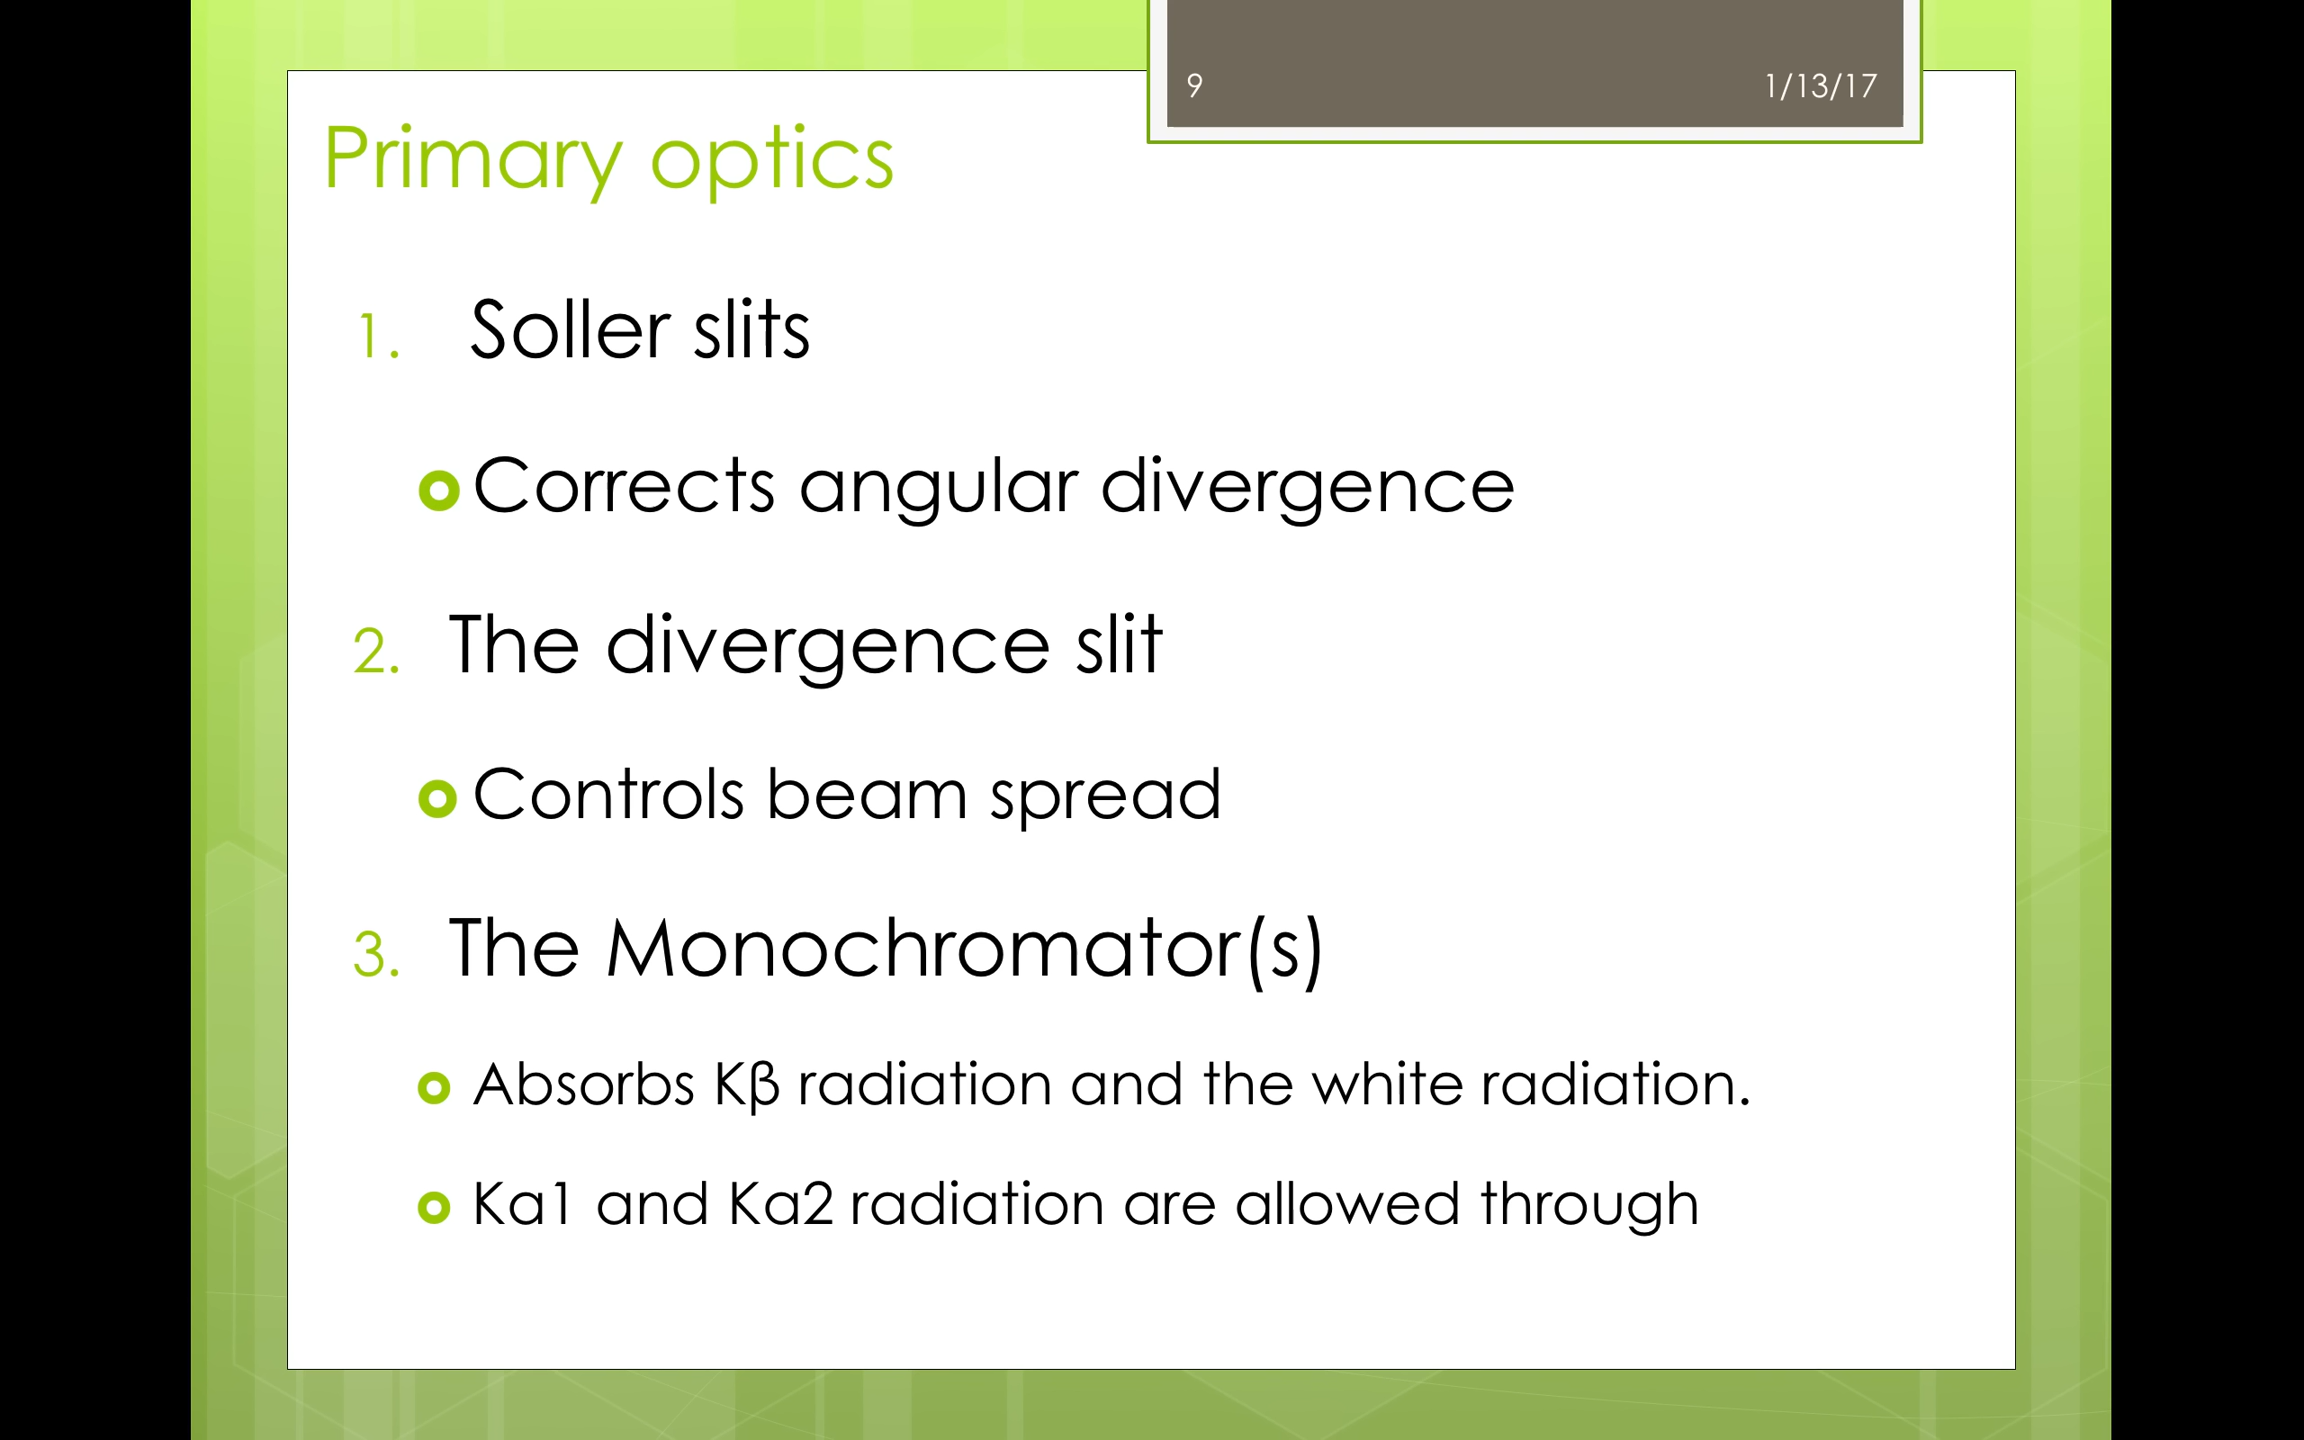 9
1/13/17
Primary optics
1. Soller slits
Corrects angular divergence
2. The divergence slit
Controls beam spread
3. The Monochromator(s)
Absorbs Kβ radiation and the white radiation.
Ka1 and Ka2 radiation are allowed through